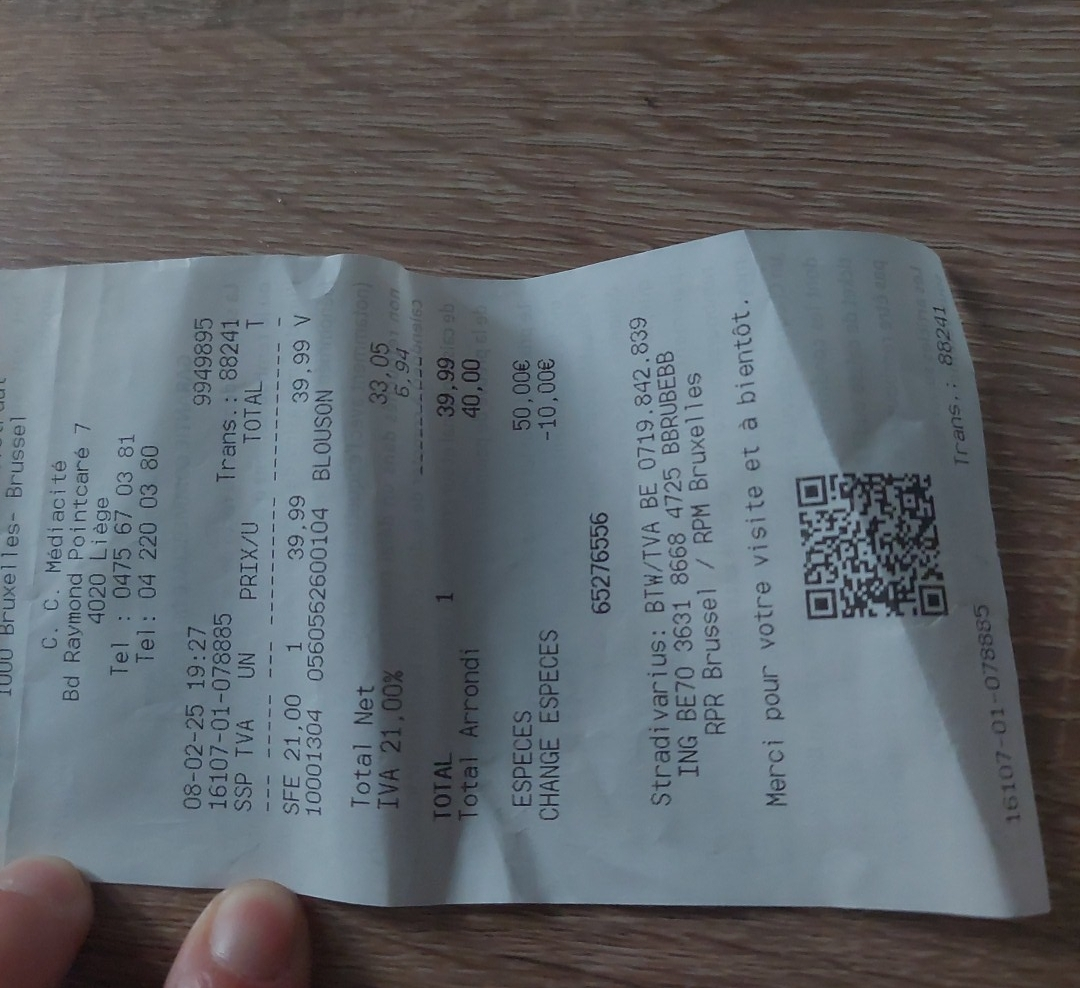 1000 Bruxelles- Brussel
C. C. Médiacité
Bd Raymond Pointcaré 7
4020 Liège
Tel : 0475 67 03 81
Tel: 04 220 03 80
9949895
08-02-25 19:27
16107-01-078885 Trans.: 88241
SSP TVA UN PRIX/U TOTAL T
--- ----- --- -------- -------- -
SFE 21,00 1 39,99 39,99 V
10001304 05605626000104 BLOUSON
Total Net 33,05
IVA 21,00% 6,94
---------
TOTAL 1 39,99
Total Arrondi 40,00
ESPECES 50,00€
CHANGE ESPECES -10,00€
65276556
Stradivarius: BTW/TVA BE 0719.842.839
ING BE70 3631 8668 4725 BBRUBEBB
RPR Brussel / RPM Bruxelles
Merci pour votre visite et à bientôt.
16107-01-078885 Trans.: 88241